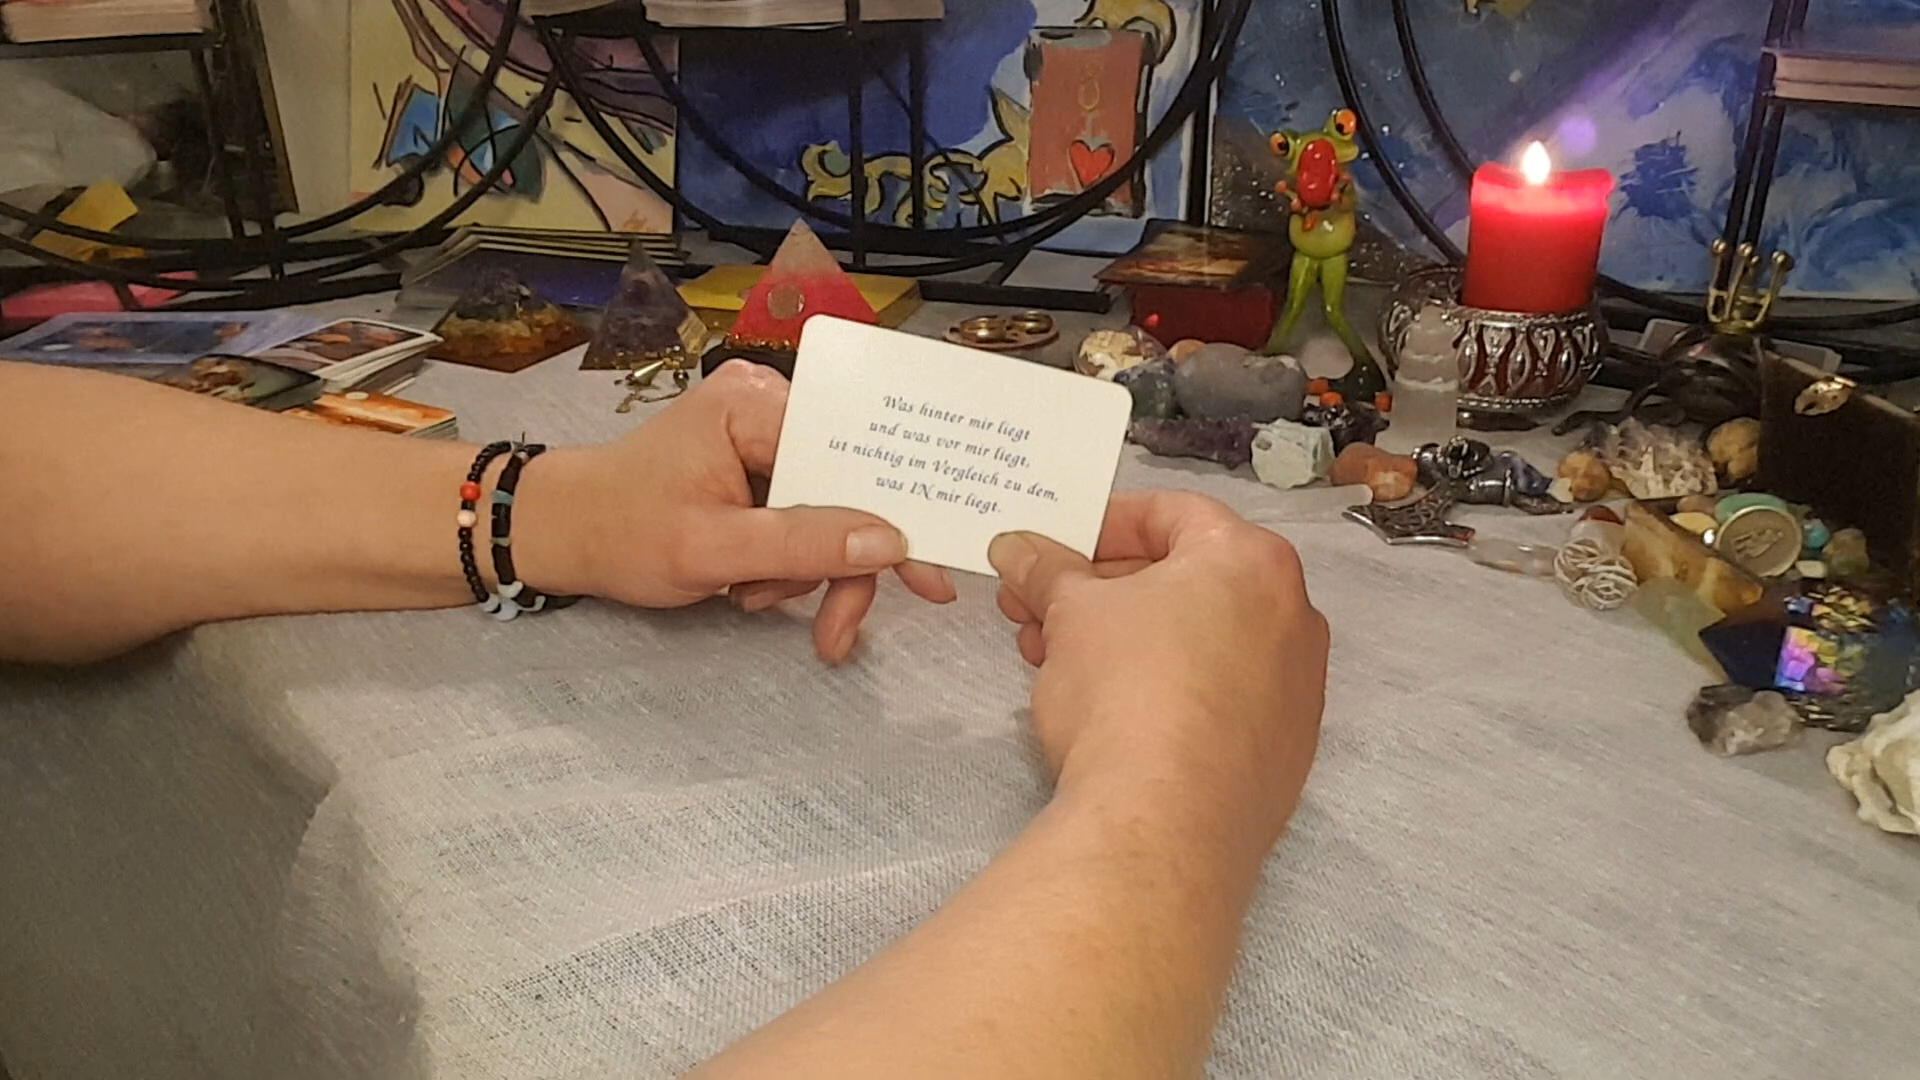 Was hinter mir liegt
und was vor mir liegt,
ist nichtig im Vergleich zu dem,
was IN mir liegt.